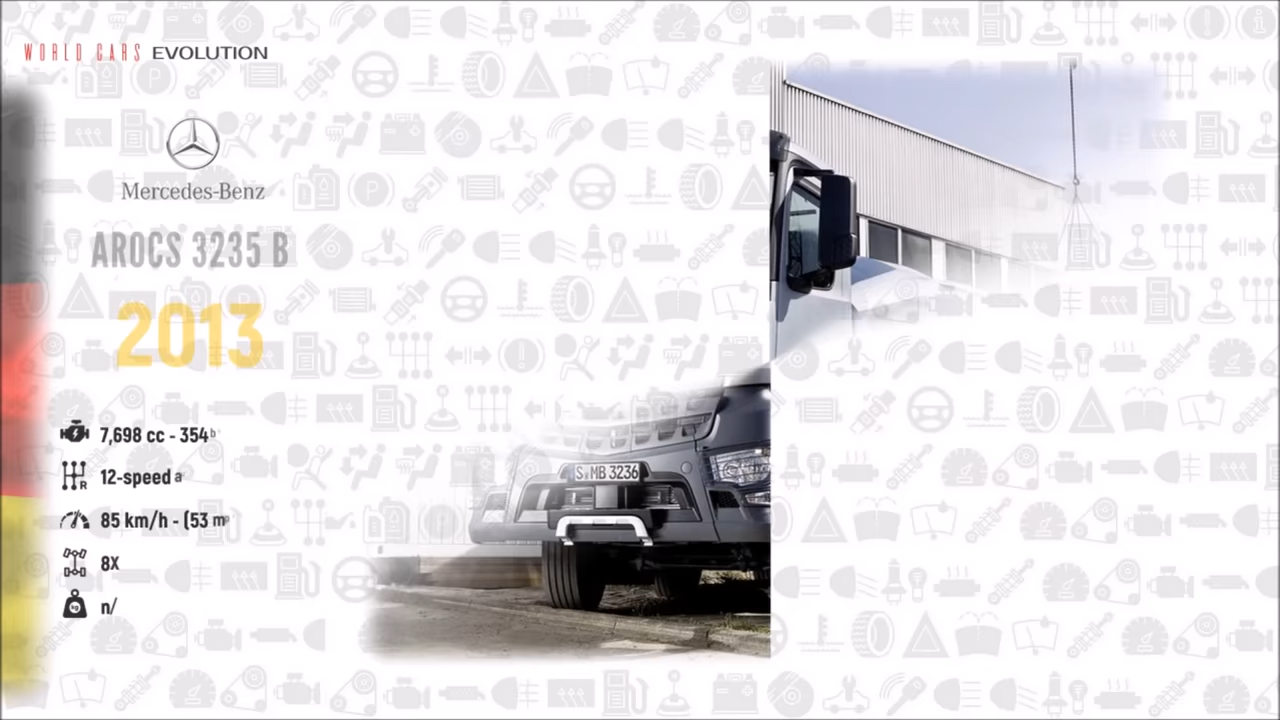 WORLD CARS EVOLUTION
Mercedes-Benz
AROCS 3235 B
2013
7,698 cc - 354
12-speed a
85 km/h - (53 m
8X
n/
S MB 3236